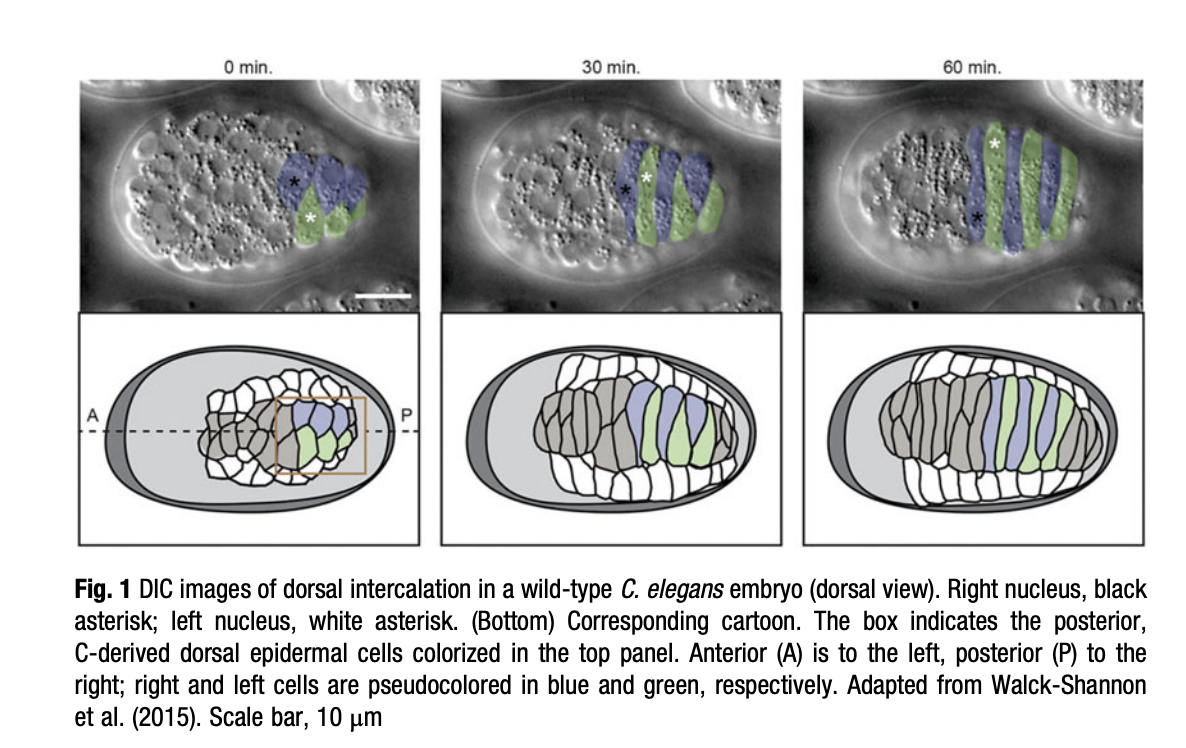 0 min.
30 min.
60 min.
*
*
*
*
*
*
A
P
Fig. 1 DIC images of dorsal intercalation in a wild-type C. elegans embryo (dorsal view). Right nucleus, black
asterisk; left nucleus, white asterisk. (Bottom) Corresponding cartoon. The box indicates the posterior,
C-derived dorsal epidermal cells colorized in the top panel. Anterior (A) is to the left, posterior (P) to the
right; right and left cells are pseudocolored in blue and green, respectively. Adapted from Walck-Shannon
et al. (2015). Scale bar, 10 μm